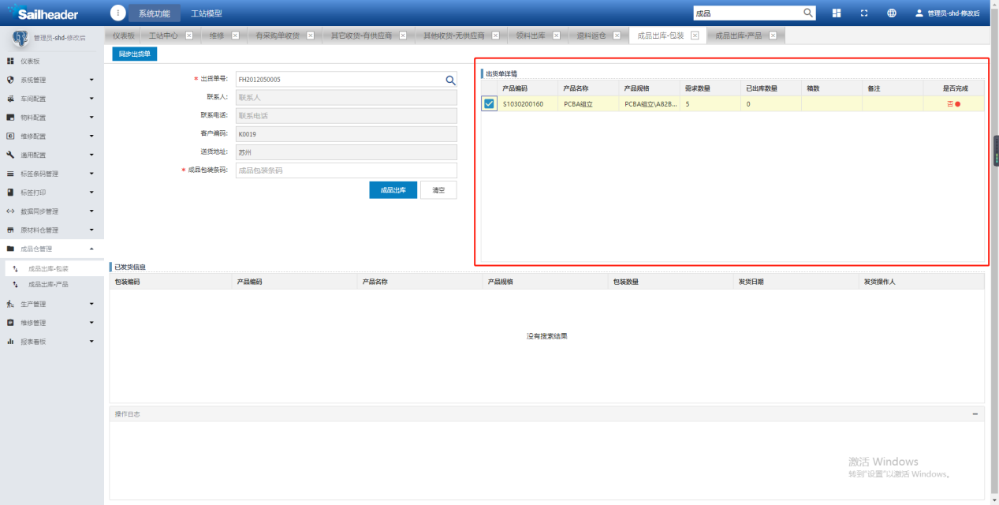 Sailheader
系统功能
工站模型
成品
管理员-shd-修改后
管理员-shd-修改后
仪表板
工站中心
维修
有采购单收货
其它收货-有供应商
其他收货-无供应商
领料出库
退料返仓
成品出库-包装
成品出库-产品
仪表板
系统管理
车间配置
物料配置
维修配置
通用配置
标签条码管理
标签打印
数据同步管理
原材料仓管理
成品仓管理
成品出库-包装
成品出库-产品
生产管理
维修管理
报表看板
同步出货单
* 出货单号: FH2012050005
联系人: 联系人
联系电话: 联系电话
客户编码: K0019
送货地址: 苏州
* 成品包装条码: 成品包装条码
成品出库
清空
出货单详情
产品编码 产品名称 产品规格 需求数量 已出库数量 箱数 备注 是否完成
S1030200160 PCBA组立 PCBA组立\A82B... 5 0 否
已发货信息
包装编码 产品编码 产品名称 产品规格 包装数量 发货日期 发货操作人
没有搜索结果
操作日志
激活 Windows
转到"设置"以激活 Windows。